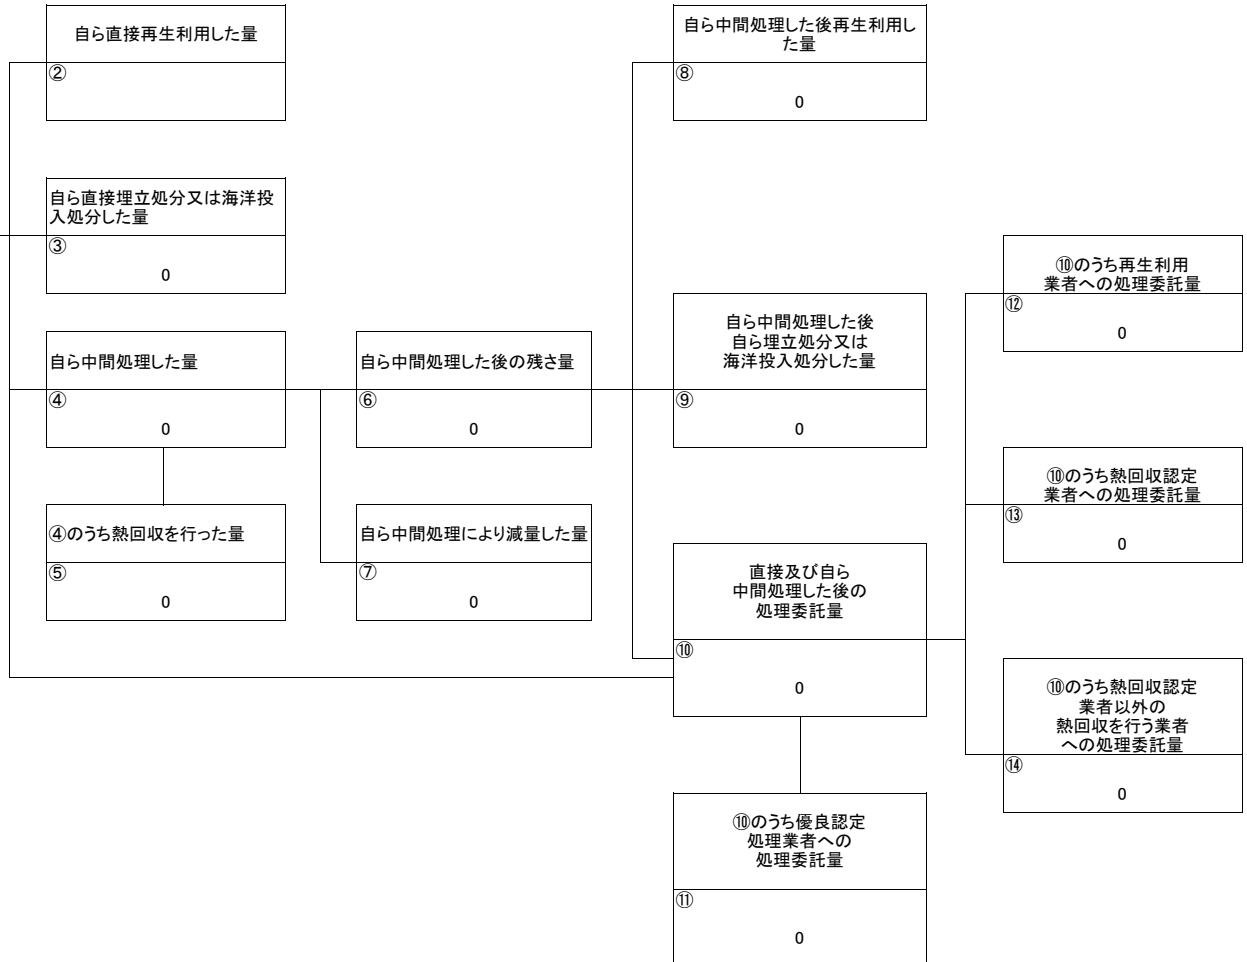 自ら直接再生利用した量
②
自ら直接埋立処分又は海洋投
入処分した量
③
0
自ら中間処理した量
④
0
④のうち熱回収を行った量
⑤
0
自ら中間処理した後の残さ量
⑥
0
自ら中間処理により減量した量
⑦
0
自ら中間処理した後再生利用し
た量
⑧
0
自ら中間処理した後
自ら埋立処分又は
海洋投入処分した量
⑨
0
直接及び自ら
中間処理した後の
処理委託量
⑩
0
⑩のうち優良認定
処理業者への
処理委託量
⑪
0
⑩のうち再生利用
業者への処理委託量
⑫
0
⑩のうち熱回収認定
業者への処理委託量
⑬
0
⑩のうち熱回収認定
業者以外の
熱回収を行う業者
への処理委託量
⑭
0